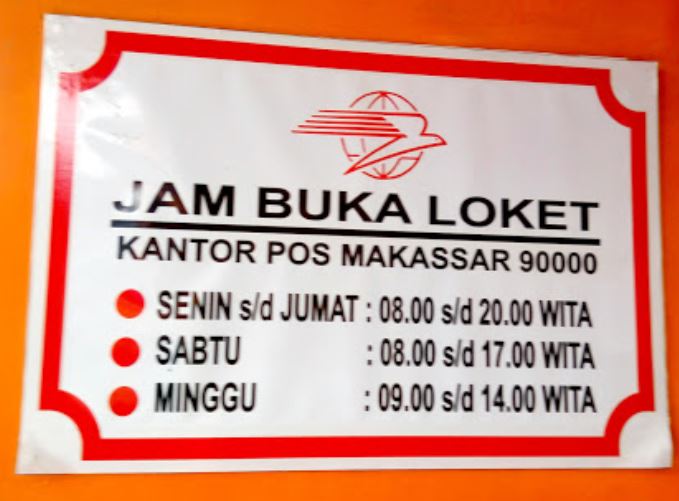 JAM BUKA LOKET
KANTOR POS MAKASSAR 90000
SENIN s/d JUMAT : 08.00 s/d 20.00 WITA
SABTU : 08.00 s/d 17.00 WITA
MINGGU : 09.00 s/d 14.00 WITA